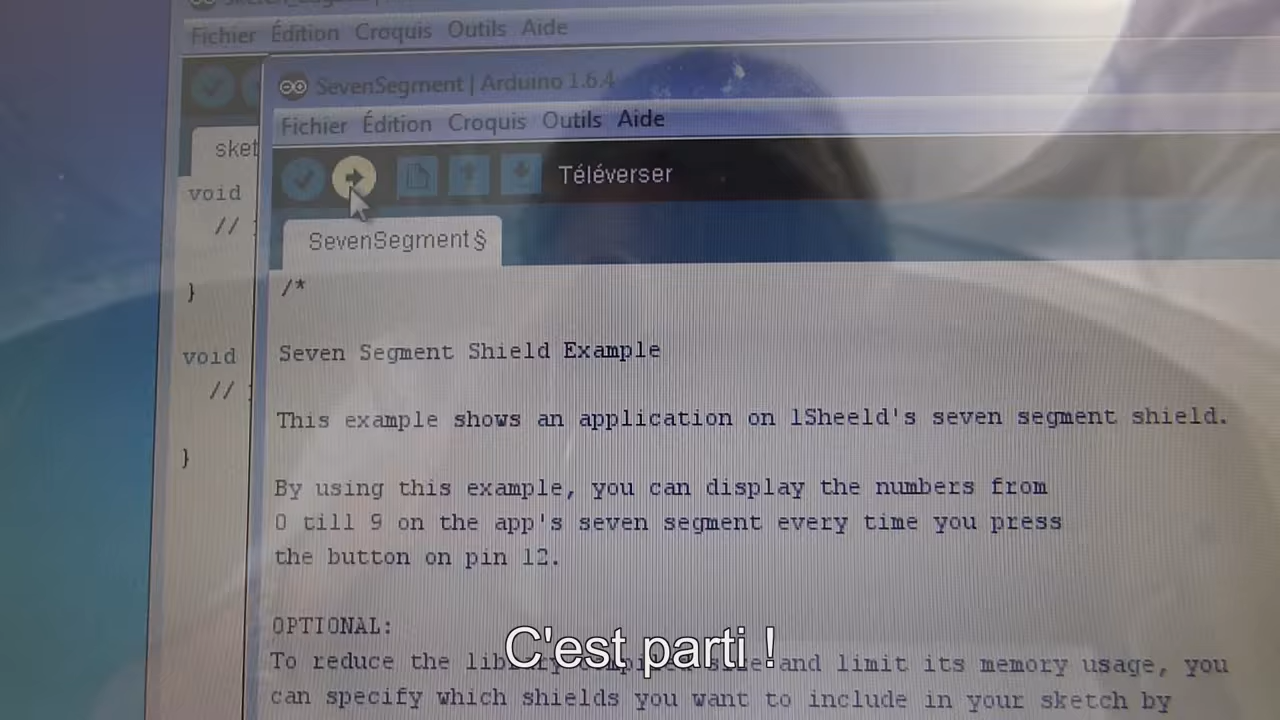 Fichier Édition Croquis Outils Aide
SevenSegment | Arduino 1.6.4
Fichier Édition Croquis Outils Aide
Téléverser
sket
SevenSegment §
void
//
}
void
//
}
/*
Seven Segment Shield Example
This example shows an application on 1Sheeld's seven segment shield.
By using this example, you can display the numbers from
0 till 9 on the app's seven segment every time you press
the button on pin 12.
OPTIONAL:
To reduce the library compiled size and limit its memory usage, you
can specify which shields you want to include in your sketch by
C'est parti !